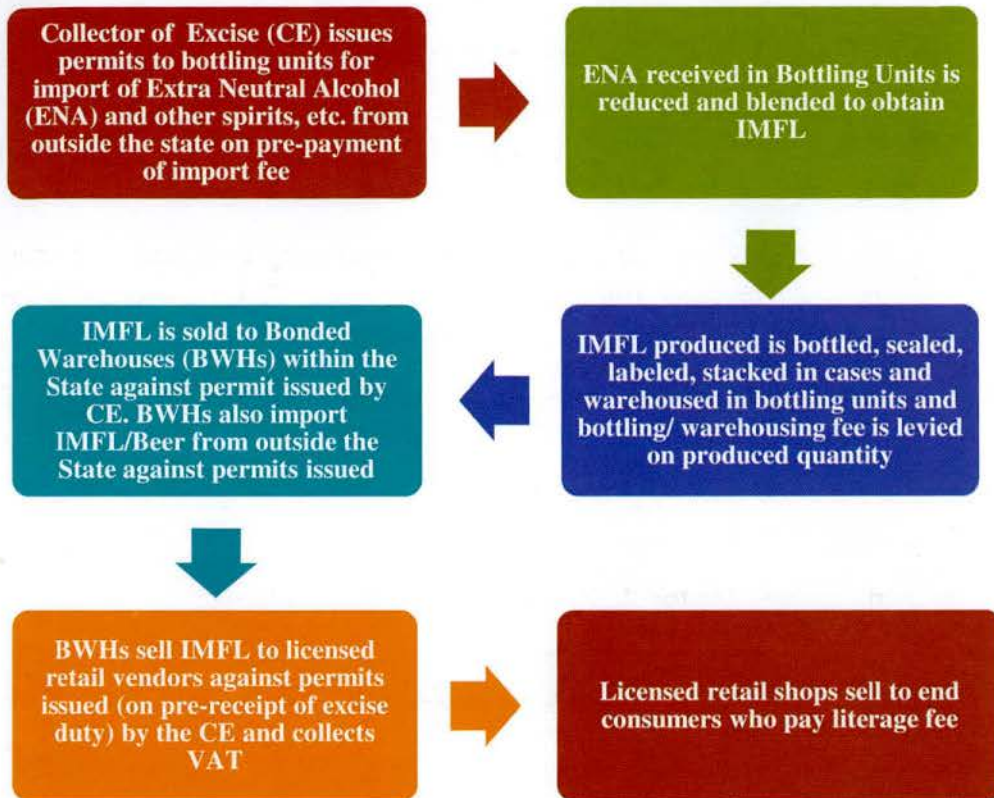 Collector of Excise (CE) issues
permits to bottling units for
import of Extra Neutral Alcohol
(ENA) and other spirits, etc. from
outside the state on pre-payment
of import fee
ENA received in Bottling Units is
reduced and blended to obtain
IMFL
IMFL produced is bottled, sealed,
labeled, stacked in cases and
warehoused in bottling units and
bottling/ warehousing fee is levied
on produced quantity
IMFL is sold to Bonded
Warehouses (BWHs) within the
State against permit issued by
CE. BWHs also import
IMFL/Beer from outside the
State against permits issued
BWHs sell IMFL to licensed
retail vendors against permits
issued (on pre-receipt of excise
duty) by the CE and collects
VAT
Licensed retail shops sell to end
consumers who pay literage fee